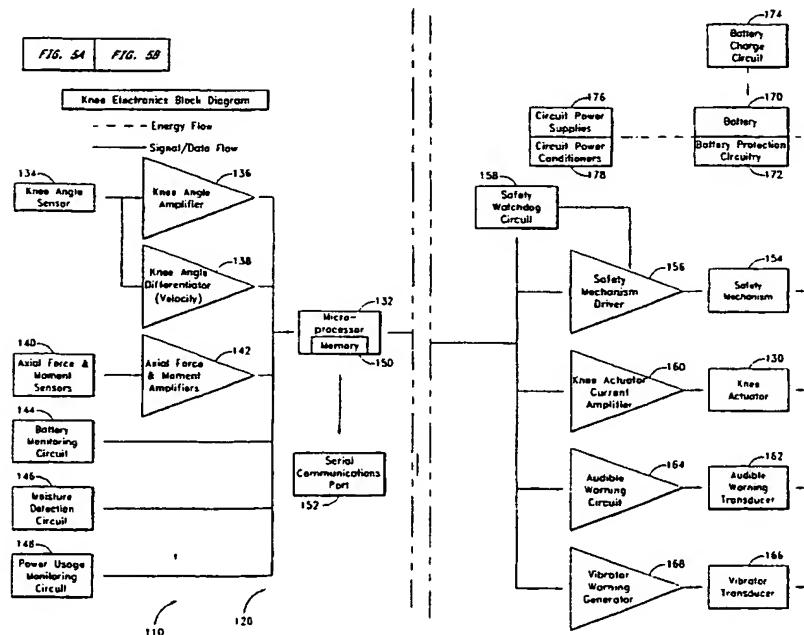 FIG. 5A
FIG. 5B
Knee Electronics Block Diagram
Energy Flow
Signal/Data Flow
134
Knee Angle
Sensor
136
Knee Angle
Amplifier
138
Knee Angle
Differentiator
(Velocity)
140
Axial Force &
Moment
Sensors
142
Axial Force
& Moment
Amplifiers
144
Battery
Monitoring
Circuit
146
Moisture
Detection
Circuit
148
Power Usage
Monitoring
Circuit
110
120
132
Micro-
processor
Memory
150
Serial
Communications
Port
152
174
Battery
Charge
Circuit
176
Circuit Power
Supplies
Circuit Power
Conditioners
178
170
Battery
Battery Protection
Circuitry
172
158
Safety
Watchdog
Circuit
156
Safety
Mechanism
Driver
154
Safety
Mechanism
160
Knee Actuator
Current
Amplifier
130
Knee
Actuator
164
Audible
Warning
Circuit
162
Audible
Warning
Transducer
168
Vibrator
Warning
Generator
166
Vibrator
Transducer